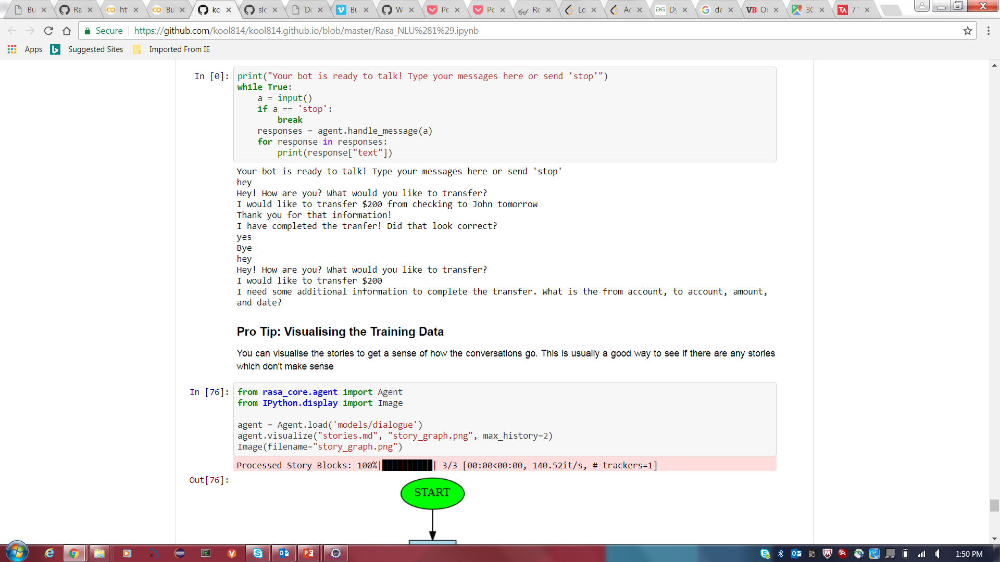 Bu
Ra
ht
Bu
ko
slo
Do
Bu
W
Po
Po
Re
Lo
Ac
Dy
de
Or
30
7
Secure
https://github.com/kool814/kool814.github.io/blob/master/Rasa_NLU%281%29.ipynb
Apps
Suggested Sites
Imported From IE
In [0]:
print("Your bot is ready to talk! Type your messages here or send 'stop'")
while True:
    a = input()
    if a == 'stop':
        break
    responses = agent.handle_message(a)
    for response in responses:
        print(response["text"])
Your bot is ready to talk! Type your messages here or send 'stop'
hey
Hey! How are you? What would you like to transfer?
I would like to transfer $200 from checking to John tomorrow
Thank you for that information!
I have completed the tranfer! Did that look correct?
yes
Bye
hey
Hey! How are you? What would you like to transfer?
I would like to transfer $200
I need some additional information to complete the transfer. What is the from account, to account, amount,
and date?
Pro Tip: Visualising the Training Data
You can visualise the stories to get a sense of how the conversations go. This is usually a good way to see if there are any stories
which don't make sense
In [76]:
from rasa_core.agent import Agent
from IPython.display import Image
agent = Agent.load('models/dialogue')
agent.visualize("stories.md", "story_graph.png", max_history=2)
Image(filename="story_graph.png")
Processed Story Blocks: 100%|██████████| 3/3 [00:00<00:00, 140.52it/s, # trackers=1]
Out[76]:
START
1:50 PM